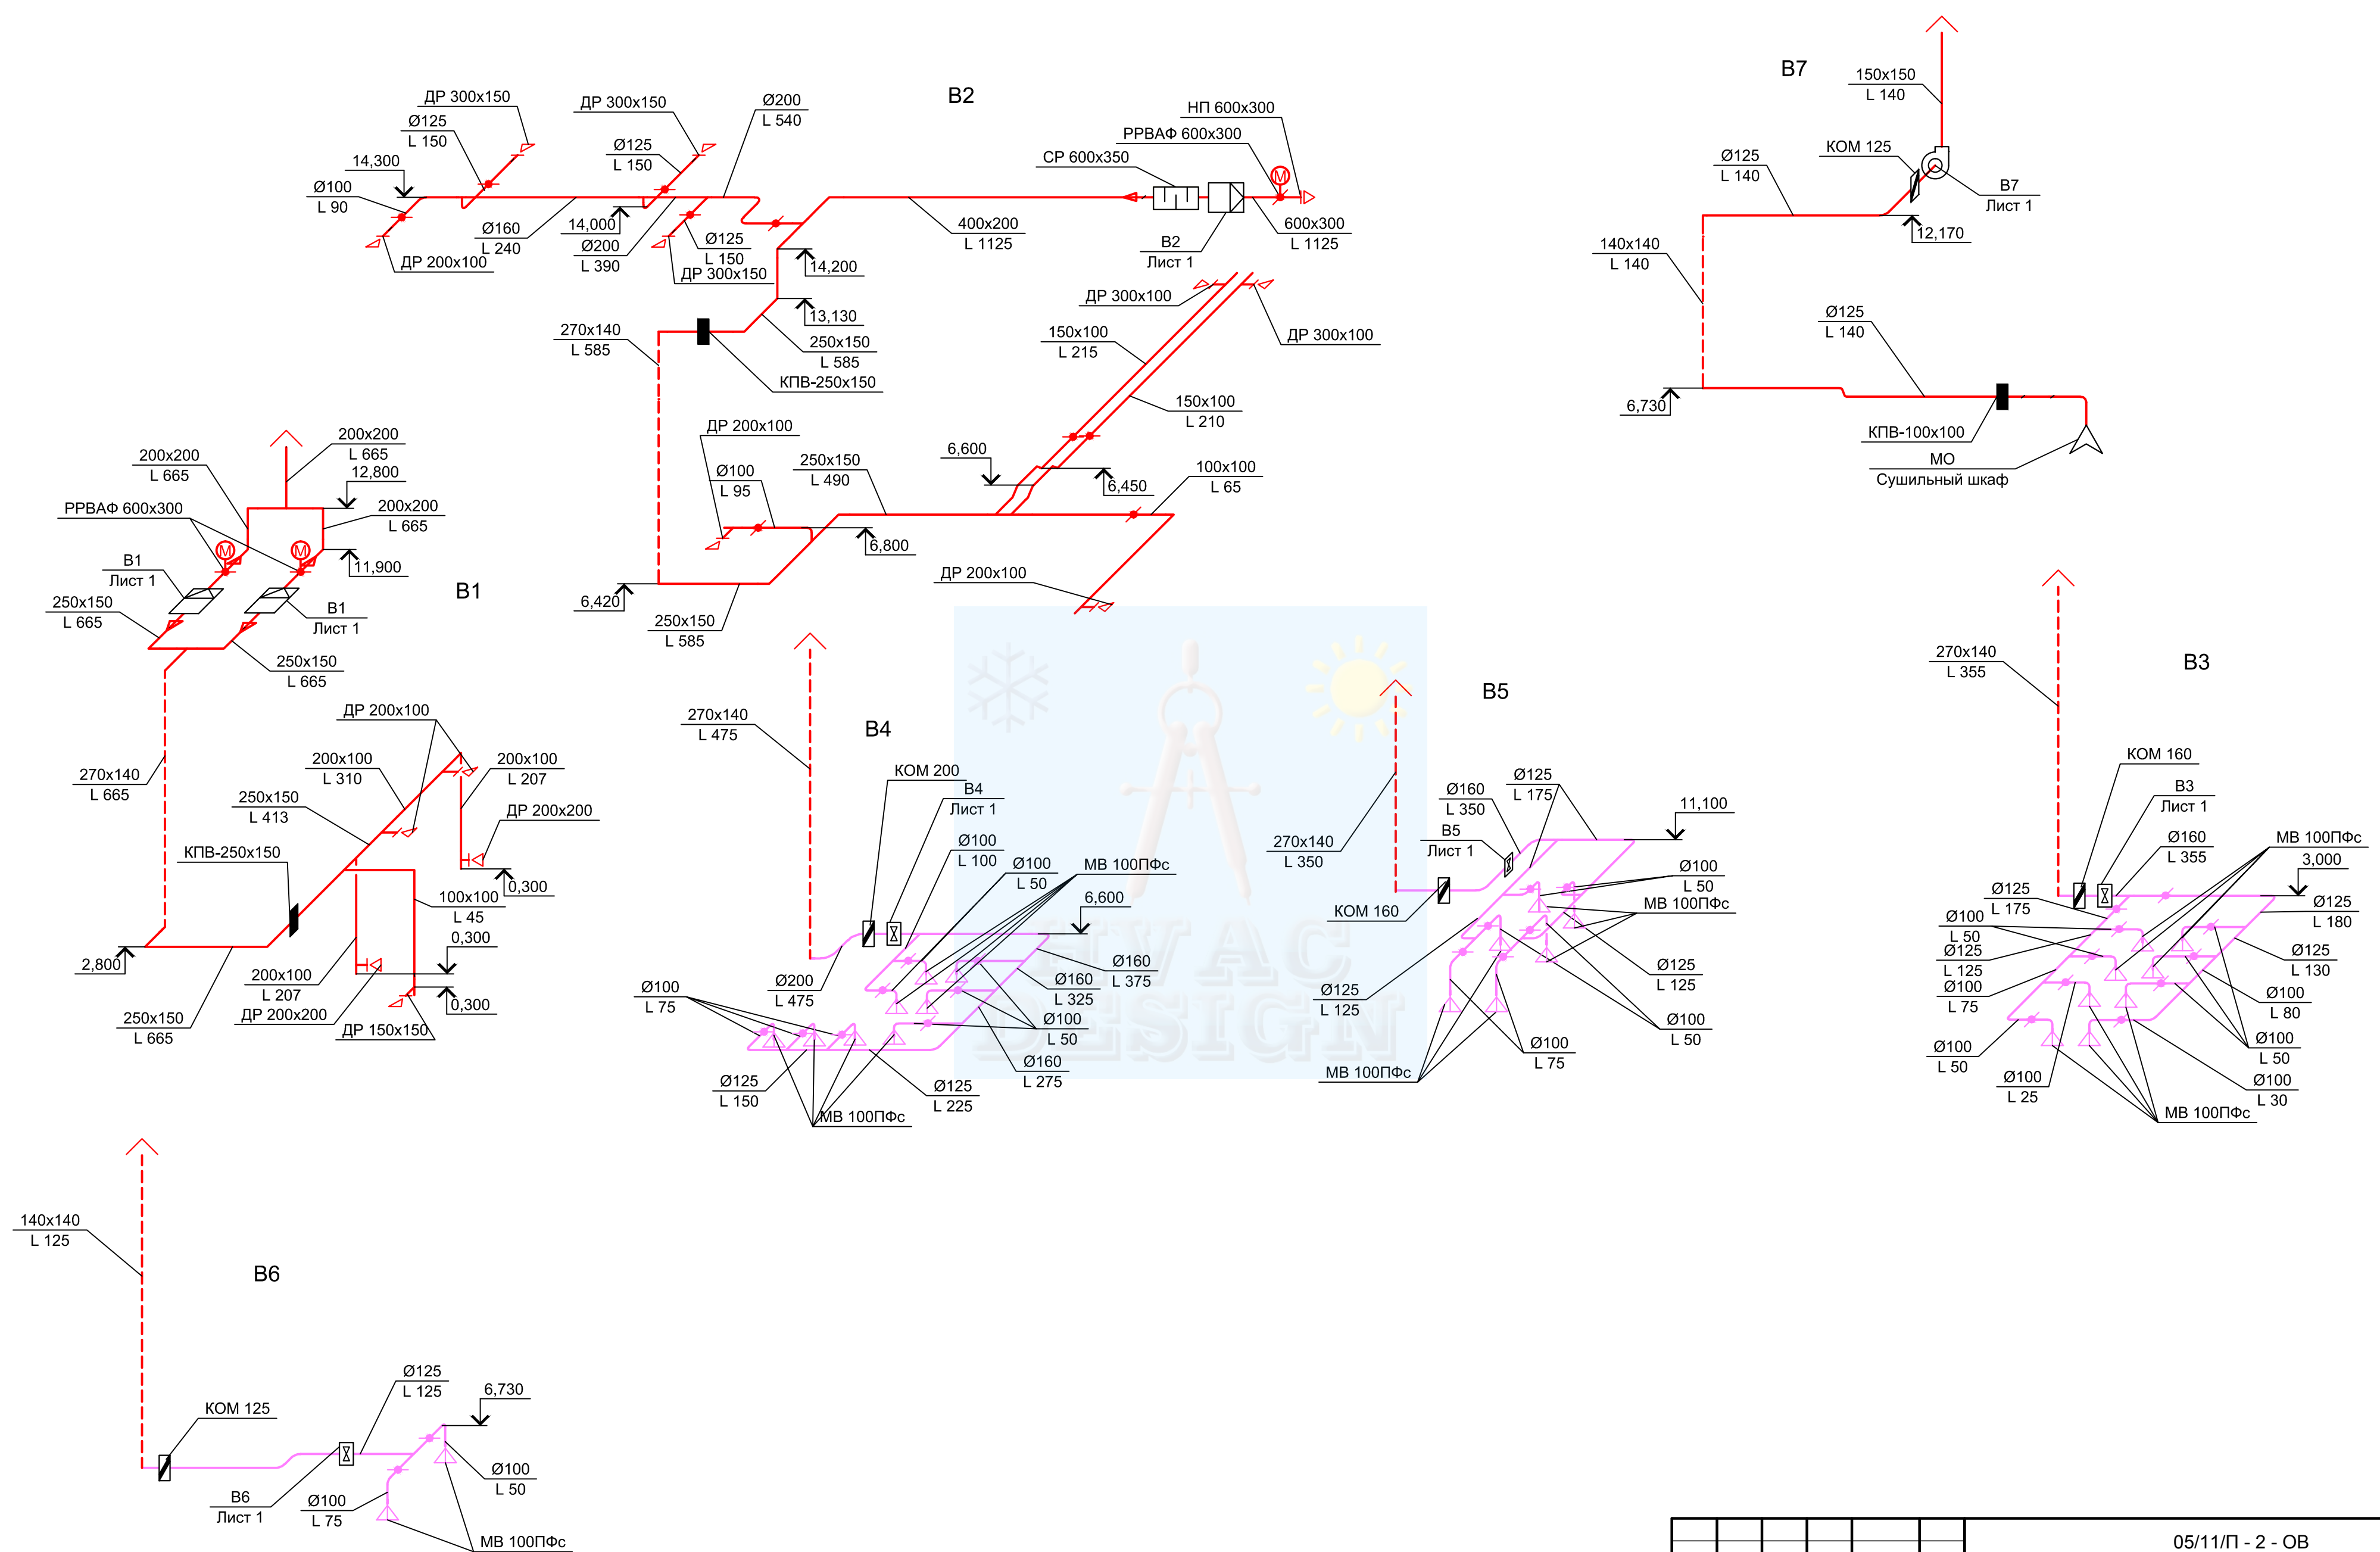 В2
ДР 300х150
Ø125
L 150
14,300
Ø100
L 90
Ø160
L 240
ДР 200х100
ДР 300х150
Ø125
L 150
14,000
Ø200
L 390
Ø125
L 150
ДР 300х150
Ø200
L 540
14,200
13,130
270х140
L 585
250х150
L 585
КПВ-250х150
400х200
L 1125
СР 600х350
РРВАФ 600х300
НП 600х300
М
В2
Лист 1
600х300
L 1125
ДР 300х100
ДР 300х100
150х100
L 215
150х100
L 210
6,600
6,450
100х100
L 65
250х150
L 490
ДР 200х100
Ø100
L 95
6,800
ДР 200х100
6,420
250х150
L 585
В7
150х150
L 140
КОМ 125
В7
Лист 1
Ø125
L 140
12,170
140х140
L 140
Ø125
L 140
6,730
КПВ-100х100
МО
Сушильный шкаф
В1
200х200
L 665
12,800
200х200
L 665
200х200
L 665
РРВАФ 600х300
М
М
11,900
В1
Лист 1
В1
Лист 1
250х150
L 665
250х150
L 665
270х140
L 665
ДР 200х100
200х100
L 310
200х100
L 207
250х150
L 413
ДР 200х200
КПВ-250х150
0,300
100х100
L 45
0,300
2,800
200х100
L 207
0,300
ДР 200х200
ДР 150х150
250х150
L 665
В4
270х140
L 475
КОМ 200
В4
Лист 1
Ø100
L 100
Ø100
L 50
МВ 100ПФс
6,600
Ø160
L 375
Ø160
L 325
Ø200
L 475
Ø100
L 75
Ø100
L 50
Ø160
L 275
Ø125
L 150
Ø125
L 225
МВ 100ПФс
HVAC
DESIGN
В5
270х140
L 350
Ø160
L 350
Ø125
L 175
11,100
В5
Лист 1
КОМ 160
Ø100
L 50
МВ 100ПФс
Ø125
L 125
Ø125
L 125
Ø100
L 50
Ø100
L 75
МВ 100ПФс
В3
270х140
L 355
КОМ 160
В3
Лист 1
Ø160
L 355
МВ 100ПФс
3,000
Ø125
L 175
Ø125
L 180
Ø100
L 50
Ø125
L 125
Ø125
L 130
Ø100
L 75
Ø100
L 80
Ø100
L 50
Ø100
L 50
Ø100
L 25
Ø100
L 30
МВ 100ПФс
В6
140х140
L 125
КОМ 125
Ø125
L 125
6,730
Ø100
L 50
В6
Лист 1
Ø100
L 75
МВ 100ПФс
05/11/П - 2 - ОВ